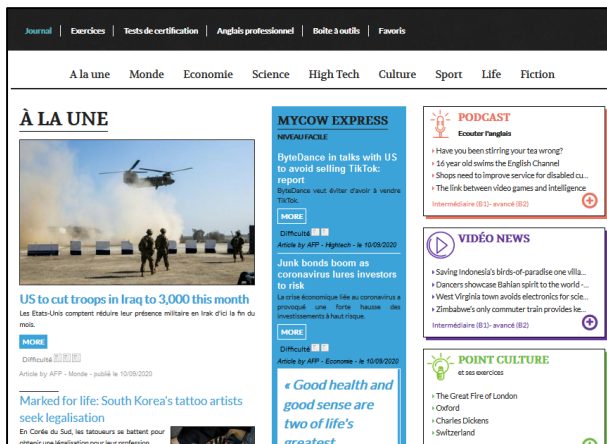 Journal Exercices Tests de certification Anglais professionnel Boîte à outils Favoris
A la une Monde Economie Science High Tech Culture Sport Life Fiction
À LA UNE
US to cut troops in Iraq to 3,000 this month
Les Etats-Unis comptent réduire leur présence militaire en Irak d'ici la fin du
mois.
MORE
Difficulté
Article by AFP - Monde - publié le 10/09/2020
Marked for life: South Korea's tattoo artists
seek legalisation
En Corée du Sud, les tatoueurs se battent pour
obtenir une légalisation pour leur profession
MYCOW EXPRESS
NIVEAU FACILE
ByteDance in talks with US
to avoid selling TikTok:
report
ByteDance veut éviter d'avoir à vendre
TikTok.
MORE
Difficulté
Article by AFP - Hightech - le 10/09/2020
Junk bonds boom as
coronavirus lures investors
to risk
La crise économique liée au coronavirus a
provoqué une forte hausse des
investissements à haut risque.
MORE
Difficulté
Article by AFP - Economie - le 10/09/2020
« Good health and
good sense are
two of life's
greatest
PODCAST
Ecouter l'anglais
Have you been stirring your tea wrong?
16 year old swims the English Channel
Shops need to improve service for disabled cu...
The link between video games and intelligence
Intermédiaire (B1)- avancé (B2)
VIDÉO NEWS
Saving Indonesia's birds-of-paradise one villa...
Dancers showcase Bahian spirit to the world -...
West Virginia town avoids electronics for scie...
Zimbabwe's only commuter train provides ke...
Intermédiaire (B1)- avancé (B2)
POINT CULTURE
et ses exercices
The Great Fire of London
Oxford
Charles Dickens
Switzerland